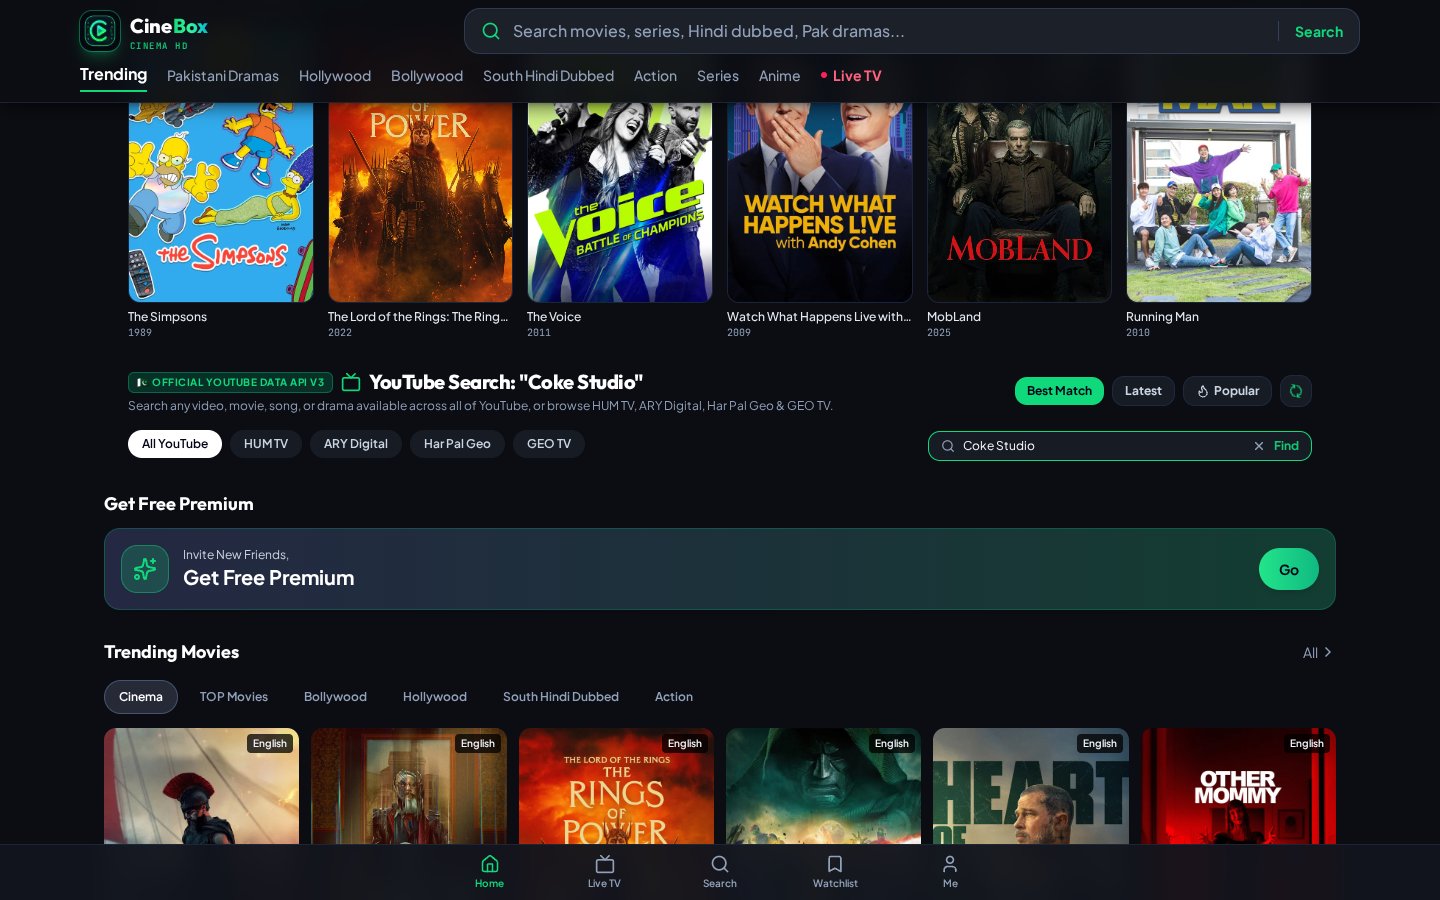 CineBox
CINEMA HD
Search movies, series, Hindi dubbed, Pak dramas...
Search
Trending
Pakistani Dramas
Hollywood
Bollywood
South Hindi Dubbed
Action
Series
Anime
Live TV
the SIMPSONS
OF
POWER
the Voice
BATTLE OF CHAMPIONS
WATCH WHAT
HAPPENS L!VE
with Andy Cohen
MOBLAND
MAN
The Simpsons
1989
The Lord of the Rings: The Ring...
2022
The Voice
2011
Watch What Happens Live with...
2009
MobLand
2025
Running Man
2010
OFFICIAL YOUTUBE DATA API V3
YouTube Search: "Coke Studio"
Search any video, movie, song, or drama available across all of YouTube, or browse HUM TV, ARY Digital, Har Pal Geo & GEO TV.
Best Match
Latest
Popular
All YouTube
HUM TV
ARY Digital
Har Pal Geo
GEO TV
Coke Studio
Find
Get Free Premium
Invite New Friends,
Get Free Premium
Go
Trending Movies
All
Cinema
TOP Movies
Bollywood
Hollywood
South Hindi Dubbed
Action
English
English
English
THE LORD OF THE RINGS
THE
RINGS
OF
POWER
English
English
HEART
OF
English
OTHER
MOMMY
Home
Live TV
Search
Watchlist
Me